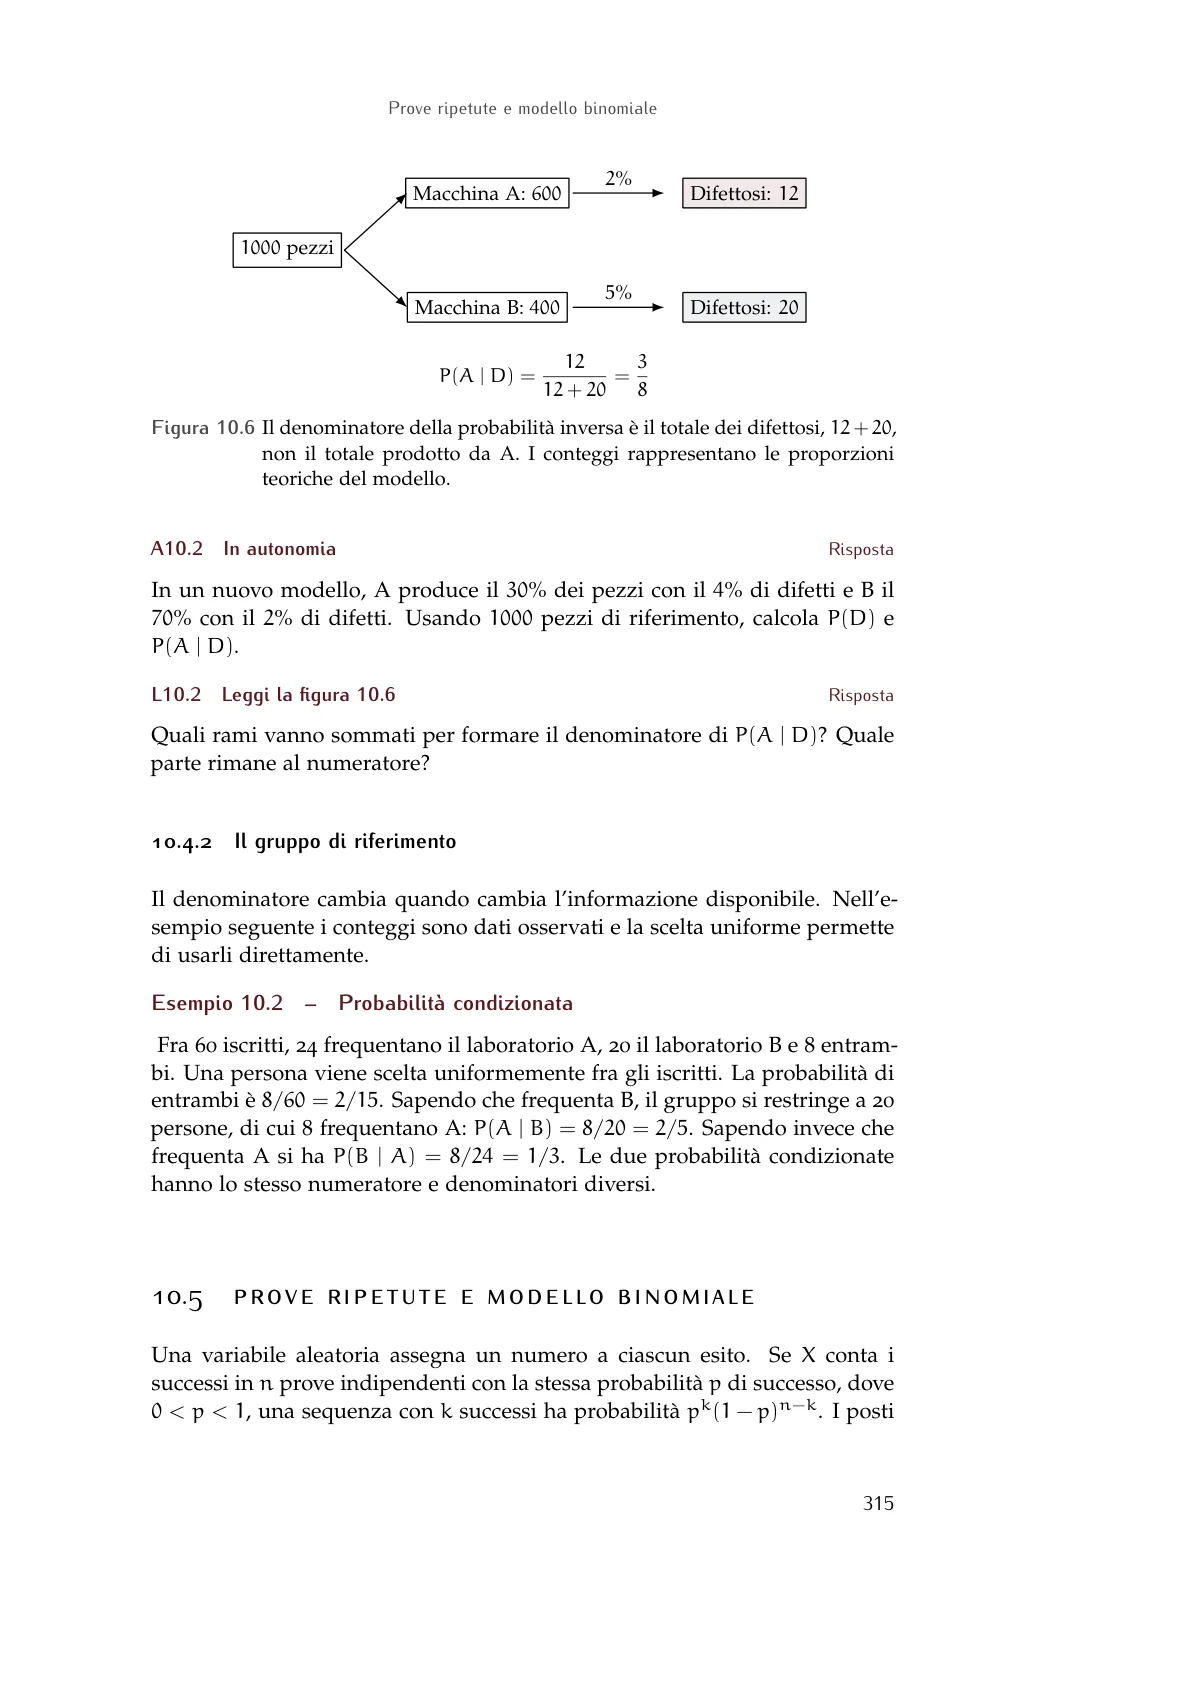 Prove ripetute e modello binomiale
2%
Macchina A: 600
Difettosi: 12
1000 pezzi
5%
Macchina B: 400
Difettosi: 20
P(A | D) = 12/(12 + 20) = 3/8
Figura 10.6 Il denominatore della probabilità inversa è il totale dei difettosi, 12 + 20,
non il totale prodotto da A. I conteggi rappresentano le proporzioni
teoriche del modello.
A10.2 In autonomia Risposta
In un nuovo modello, A produce il 30% dei pezzi con il 4% di difetti e B il
70% con il 2% di difetti. Usando 1000 pezzi di riferimento, calcola P(D) e
P(A | D).
L10.2 Leggi la figura 10.6 Risposta
Quali rami vanno sommati per formare il denominatore di P(A | D)? Quale
parte rimane al numeratore?
10.4.2 Il gruppo di riferimento
Il denominatore cambia quando cambia l'informazione disponibile. Nell'e-
sempio seguente i conteggi sono dati osservati e la scelta uniforme permette
di usarli direttamente.
Esempio 10.2 – Probabilità condizionata
Fra 60 iscritti, 24 frequentano il laboratorio A, 20 il laboratorio B e 8 entram-
bi. Una persona viene scelta uniformemente fra gli iscritti. La probabilità di
entrambi è 8/60 = 2/15. Sapendo che frequenta B, il gruppo si restringe a 20
persone, di cui 8 frequentano A: P(A | B) = 8/20 = 2/5. Sapendo invece che
frequenta A si ha P(B | A) = 8/24 = 1/3. Le due probabilità condizionate
hanno lo stesso numeratore e denominatori diversi.
10.5 PROVE RIPETUTE E MODELLO BINOMIALE
Una variabile aleatoria assegna un numero a ciascun esito. Se X conta i
successi in n prove indipendenti con la stessa probabilità p di successo, dove
0 < p < 1, una sequenza con k successi ha probabilità p^k(1 − p)^{n−k}. I posti
315